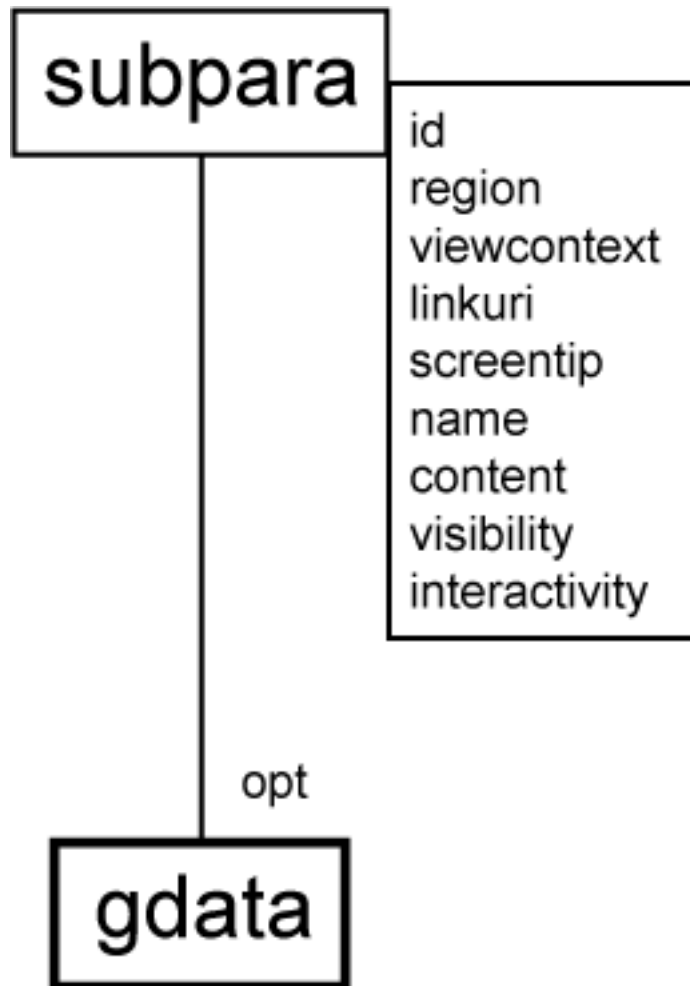 subpara
id
region
viewcontext
linkuri
screentip
name
content
visibility
interactivity
opt
gdata